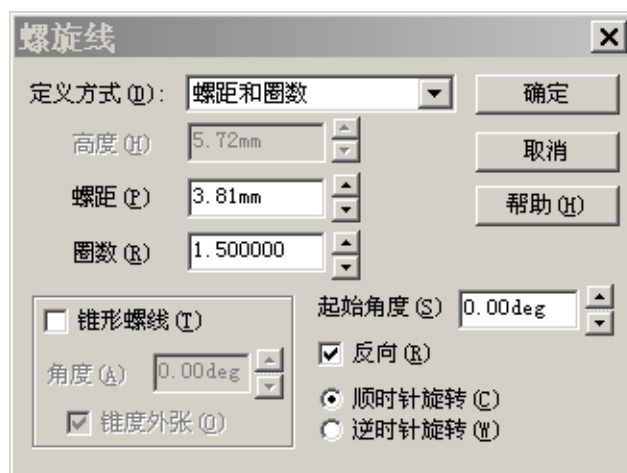 螺旋线
定义方式(D): 螺距和圈数 确定
高度(H) 5.72mm 取消
螺距(P) 3.81mm 帮助(H)
圈数(R) 1.500000
锥形螺线(T) 起始角度(S) 0.00deg
角度(A) 0.00deg 反向(R)
锥度外张(O) 顺时针旋转(C)
逆时针旋转(W)